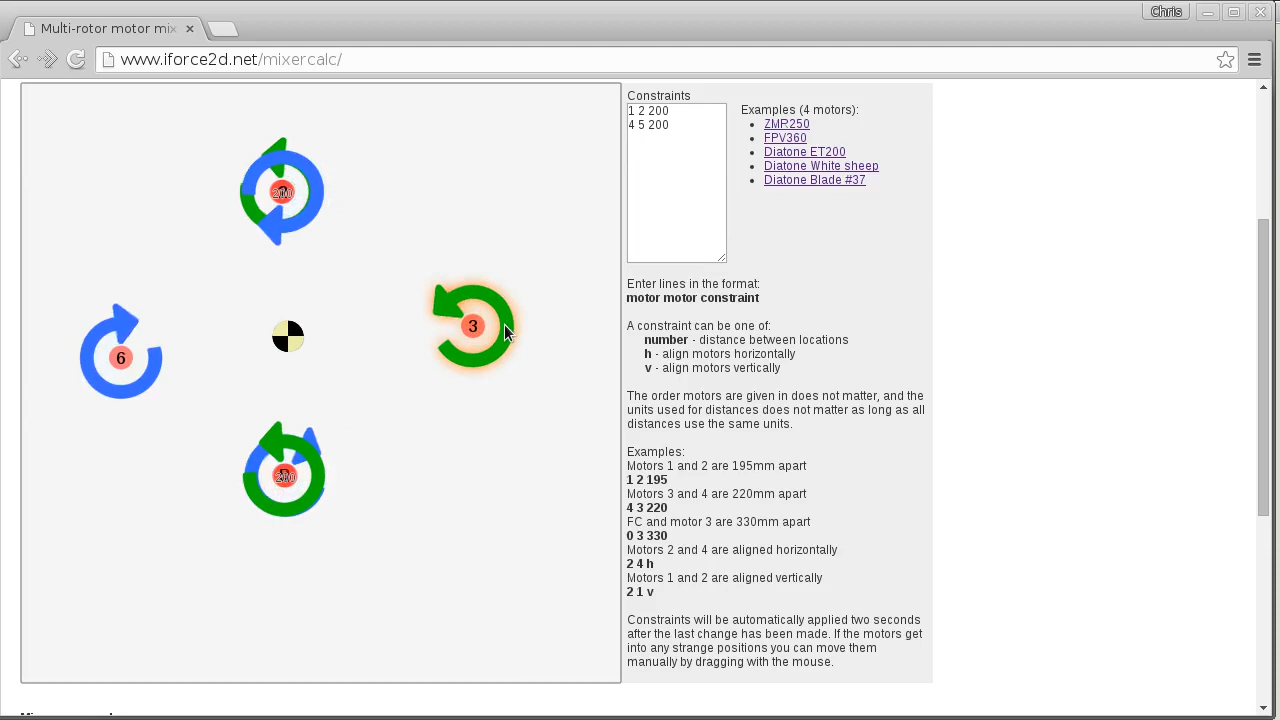 Chris
Multi-rotor motor mix
www.iforce2d.net/mixercalc/
Constraints
1 2 200
4 5 200
Examples (4 motors):
ZMR250
FPV360
Diatone ET200
Diatone White sheep
Diatone Blade #37
3
6
200
Enter lines in the format:
motor motor constraint
A constraint can be one of:
number - distance between locations
h - align motors horizontally
v - align motors vertically
The order motors are given in does not matter, and the
units used for distances does not matter as long as all
distances use the same units.
Examples:
Motors 1 and 2 are 195mm apart
1 2 195
Motors 3 and 4 are 220mm apart
4 3 220
FC and motor 3 are 330mm apart
0 3 330
Motors 2 and 4 are aligned horizontally
2 4 h
Motors 1 and 2 are aligned vertically
2 1 v
Constraints will be automatically applied two seconds
after the last change has been made. If the motors get
into any strange positions you can move them
manually by dragging with the mouse.